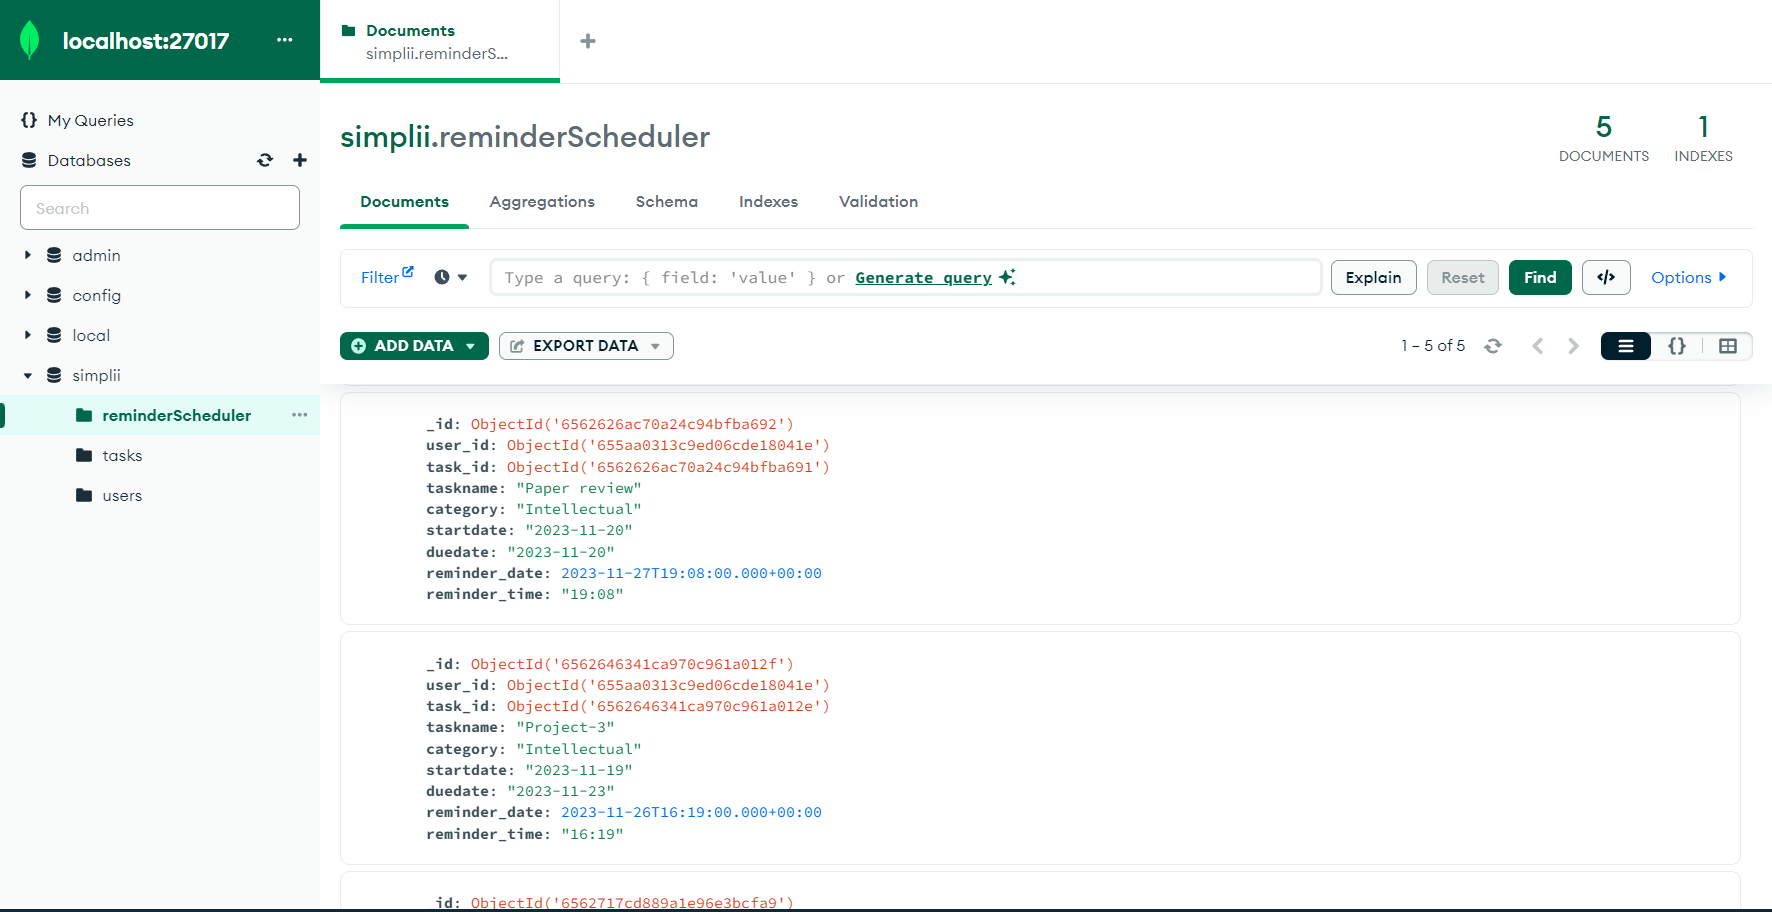 localhost:27017
Documents
simplii.reminderS...
My Queries
Databases
Search
admin
config
local
simplii
reminderScheduler
tasks
users
simplii.reminderScheduler
5
DOCUMENTS
1
INDEXES
Documents
Aggregations
Schema
Indexes
Validation
Filter
Type a query: { field: 'value' } or Generate query
Explain
Reset
Find
</>
Options
ADD DATA
EXPORT DATA
1 – 5 of 5
_id: ObjectId('6562626ac70a24c94bfba692')
user_id: ObjectId('655aa0313c9ed06cde18041e')
task_id: ObjectId('6562626ac70a24c94bfba691')
taskname: "Paper review"
category: "Intellectual"
startdate: "2023-11-20"
duedate: "2023-11-20"
reminder_date: 2023-11-27T19:08:00.000+00:00
reminder_time: "19:08"
_id: ObjectId('6562646341ca970c961a012f')
user_id: ObjectId('655aa0313c9ed06cde18041e')
task_id: ObjectId('6562646341ca970c961a012e')
taskname: "Project-3"
category: "Intellectual"
startdate: "2023-11-19"
duedate: "2023-11-23"
reminder_date: 2023-11-26T16:19:00.000+00:00
reminder_time: "16:19"
_id: ObjectId('6562717cd889a1e96e3bcfa9')